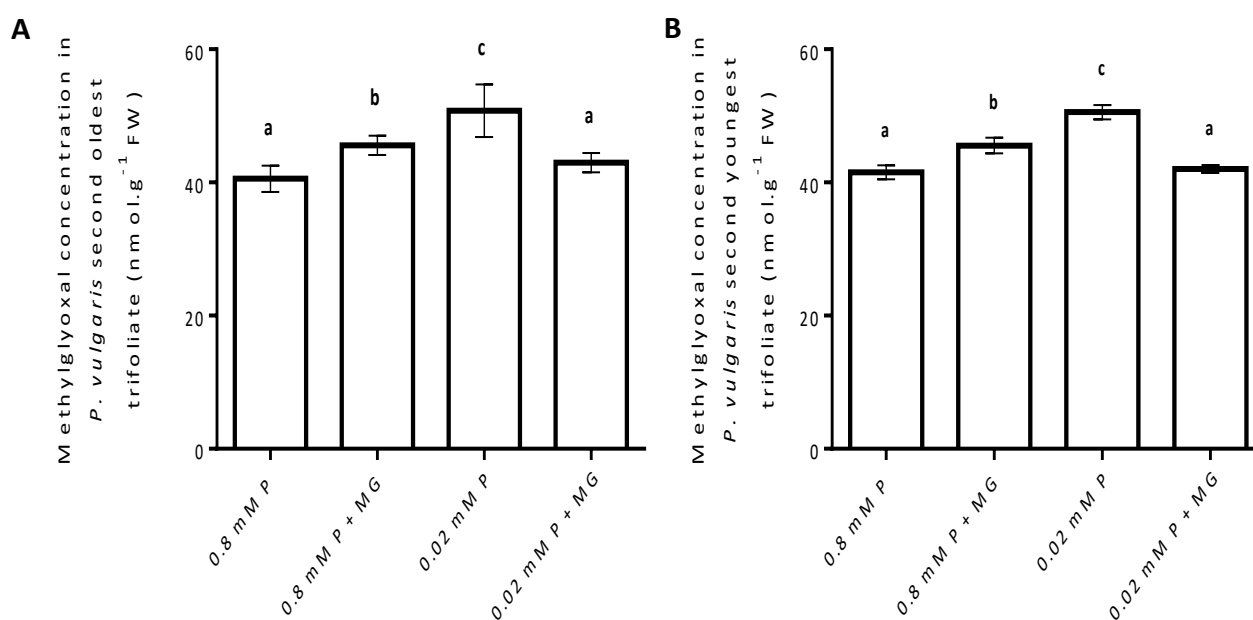 A
Methylglyoxal concentration in
P. vulgaris second oldest
trifoliate (nmol.g⁻¹ FW)
60
40
20
0
a
b
c
a
0.8 mM P
0.8 mM P + MG
0.02 mM P
0.02 mM P + MG
B
Methylglyoxal concentration in
P. vulgaris second youngest
trifoliate (nmol.g⁻¹ FW)
60
40
20
0
a
b
c
a
0.8 mM P
0.8 mM P + MG
0.02 mM P
0.02 mM P + MG